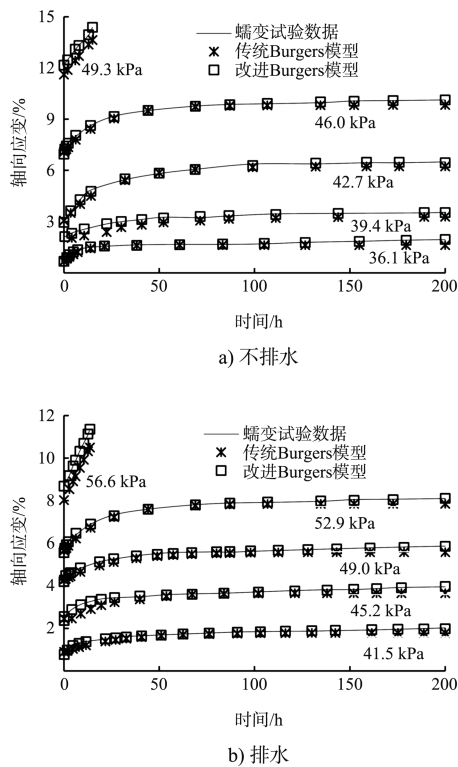 15
12
9
6
3
0
轴向应变/%
蠕变试验数据
传统Burgers模型
改进Burgers模型
49.3 kPa
46.0 kPa
42.7 kPa
39.4 kPa
36.1 kPa
0 50 100 150 200
时间/h
a) 不排水
12
10
8
6
4
2
轴向应变/%
蠕变试验数据
传统Burgers模型
改进Burgers模型
56.6 kPa
52.9 kPa
49.0 kPa
45.2 kPa
41.5 kPa
0 50 100 150 200
时间/h
b) 排水